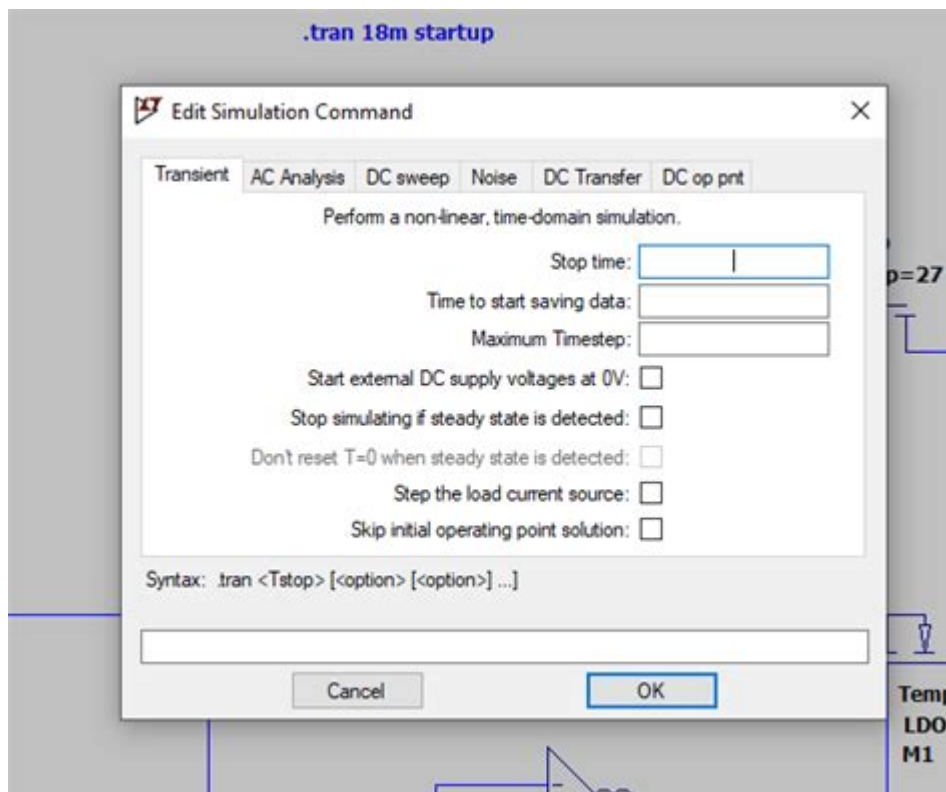 .tran 18m startup
Edit Simulation Command
Transient AC Analysis DC sweep Noise DC Transfer DC op pnt
Perform a non-linear, time-domain simulation.
Stop time:
p=27
Time to start saving data:
Maximum Timestep:
Start external DC supply voltages at 0V:
Stop simulating if steady state is detected:
Don't reset T=0 when steady state is detected:
Step the load current source:
Skip initial operating point solution:
Syntax: .tran <Tstop> [<option> [<option>] ...]
Cancel OK
Temp
LDO
M1